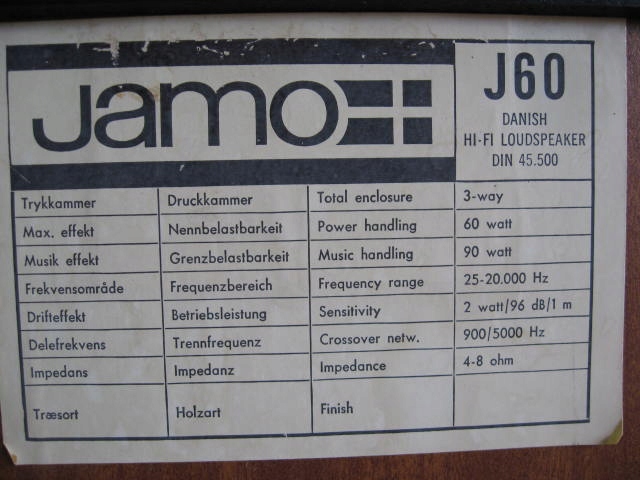 Jamo
J60
DANISH
HI-FI LOUDSPEAKER
DIN 45.500
Trykkammer Druckkammer Total enclosure 3-way
Max. effekt Nennbelastbarkeit Power handling 60 watt
Musik effekt Grenzbelastbarkeit Music handling 90 watt
Frekvensområde Frequenzbereich Frequency range 25-20.000 Hz
Drifteffekt Betriebsleistung Sensitivity 2 watt/96 dB/1 m
Delefrekvens Trennfrequenz Crossover netw. 900/5000 Hz
Impedans Impedanz Impedance 4-8 ohm
Træsort Holzart Finish